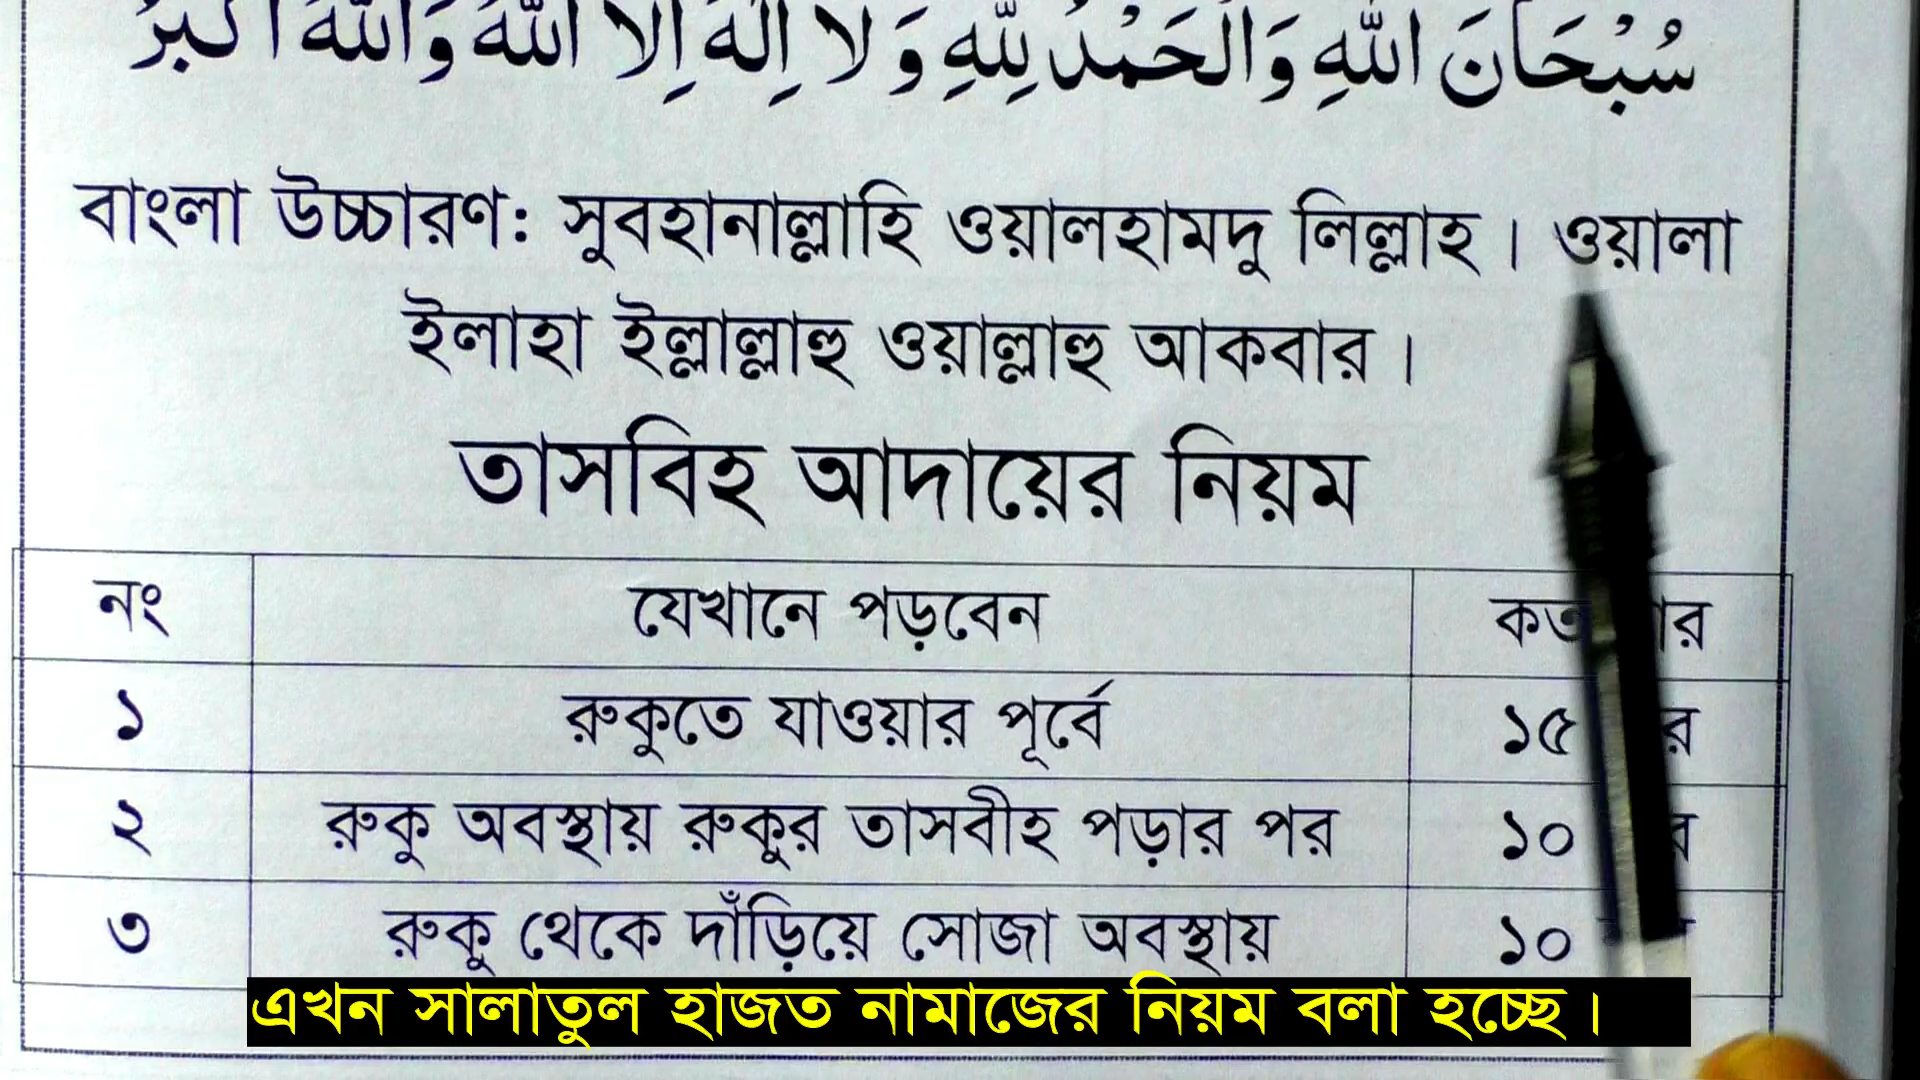 سُبْحَانَ اللهِ وَالْحَمْدُ لِلّٰهِ وَلَا اِلٰهَ اِلَّا اللهُ وَاللهُ اَكْبَرُ
বাংলা উচ্চারণ: সুবহানাল্লাহি ওয়ালহামদু লিল্লাহ। ওয়ালা
ইলাহা ইল্লাল্লাহু ওয়াল্লাহু আকবার।
তাসবিহ আদায়ের নিয়ম
নং যেখানে পড়বেন
১ রুকুতে যাওয়ার পূর্বে ১৫
২ রুকু অবস্থায় রুকুর তাসবীহ পড়ার পর ১০
৩ রুকু থেকে দাঁড়িয়ে সোজা অবস্থায় ১০
এখন সালাতুল হাজত নামাজের নিয়ম বলা হচ্ছে।